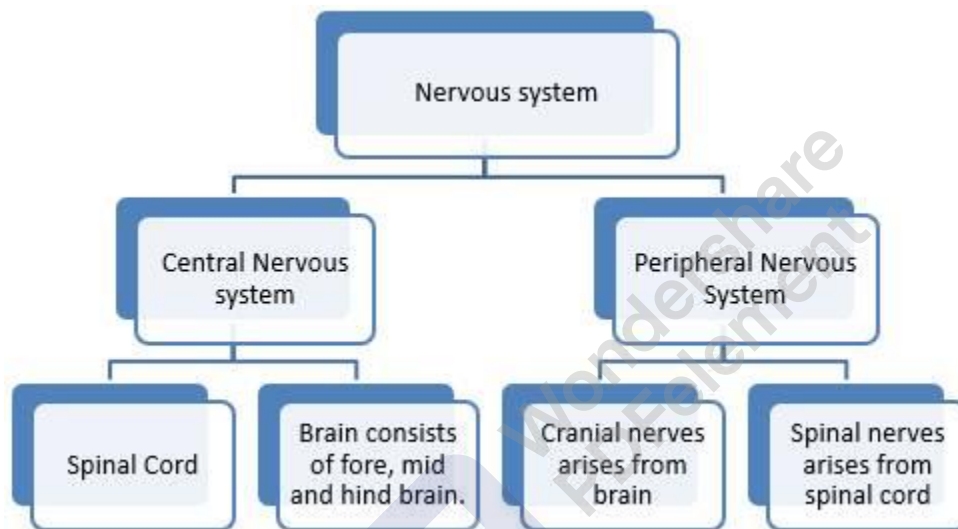 Nervous system
Central Nervous
system
Peripheral Nervous
System
Spinal Cord
Brain consists
of fore, mid
and hind brain.
Cranial nerves
arises from
brain
Spinal nerves
arises from
spinal cord
Wondershare
PDFelement